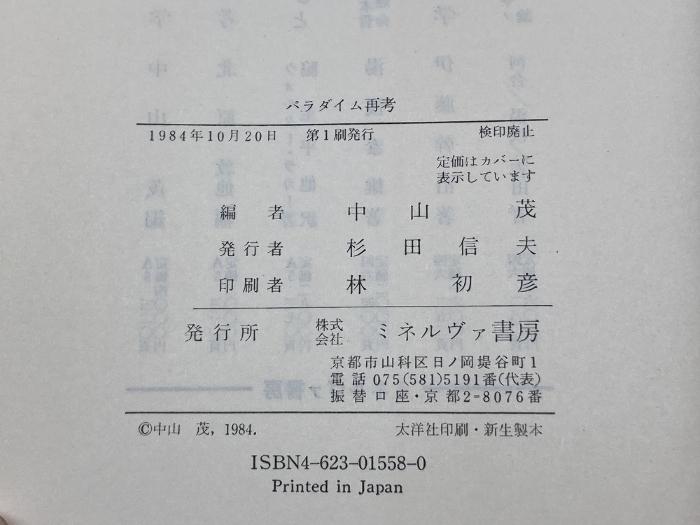 パラダイム再考
1984年10月20日 第1刷発行 検印廃止
定価はカバーに
表示しています
編者 中山 茂
発行者 杉田信夫
印刷者 林 初彦
発行所 株式会社 ミネルヴァ書房
京都市山科区日ノ岡堤谷町1
電話 075(581)5191番(代表)
振替口座・京都2-8076番
©中山 茂, 1984. 太洋社印刷・新生製本
ISBN4-623-01558-0
Printed in Japan